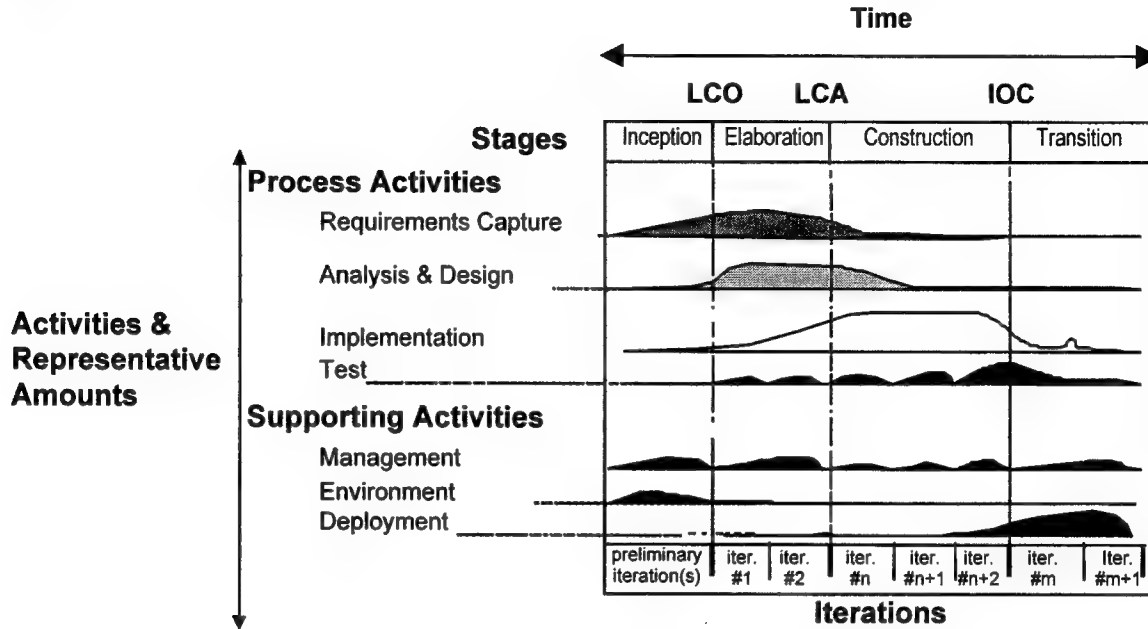 Time
LCO LCA IOC
Stages Inception Elaboration Construction Transition
Process Activities
Requirements Capture
Analysis & Design
Activities &
Representative
Amounts
Implementation
Test
Supporting Activities
Management
Environment
Deployment
preliminary
iteration(s)
iter.
#1
iter.
#2
iter.
#n
iter.
#n+1
iter.
#n+2
iter.
#m
Iter.
#m+1
Iterations